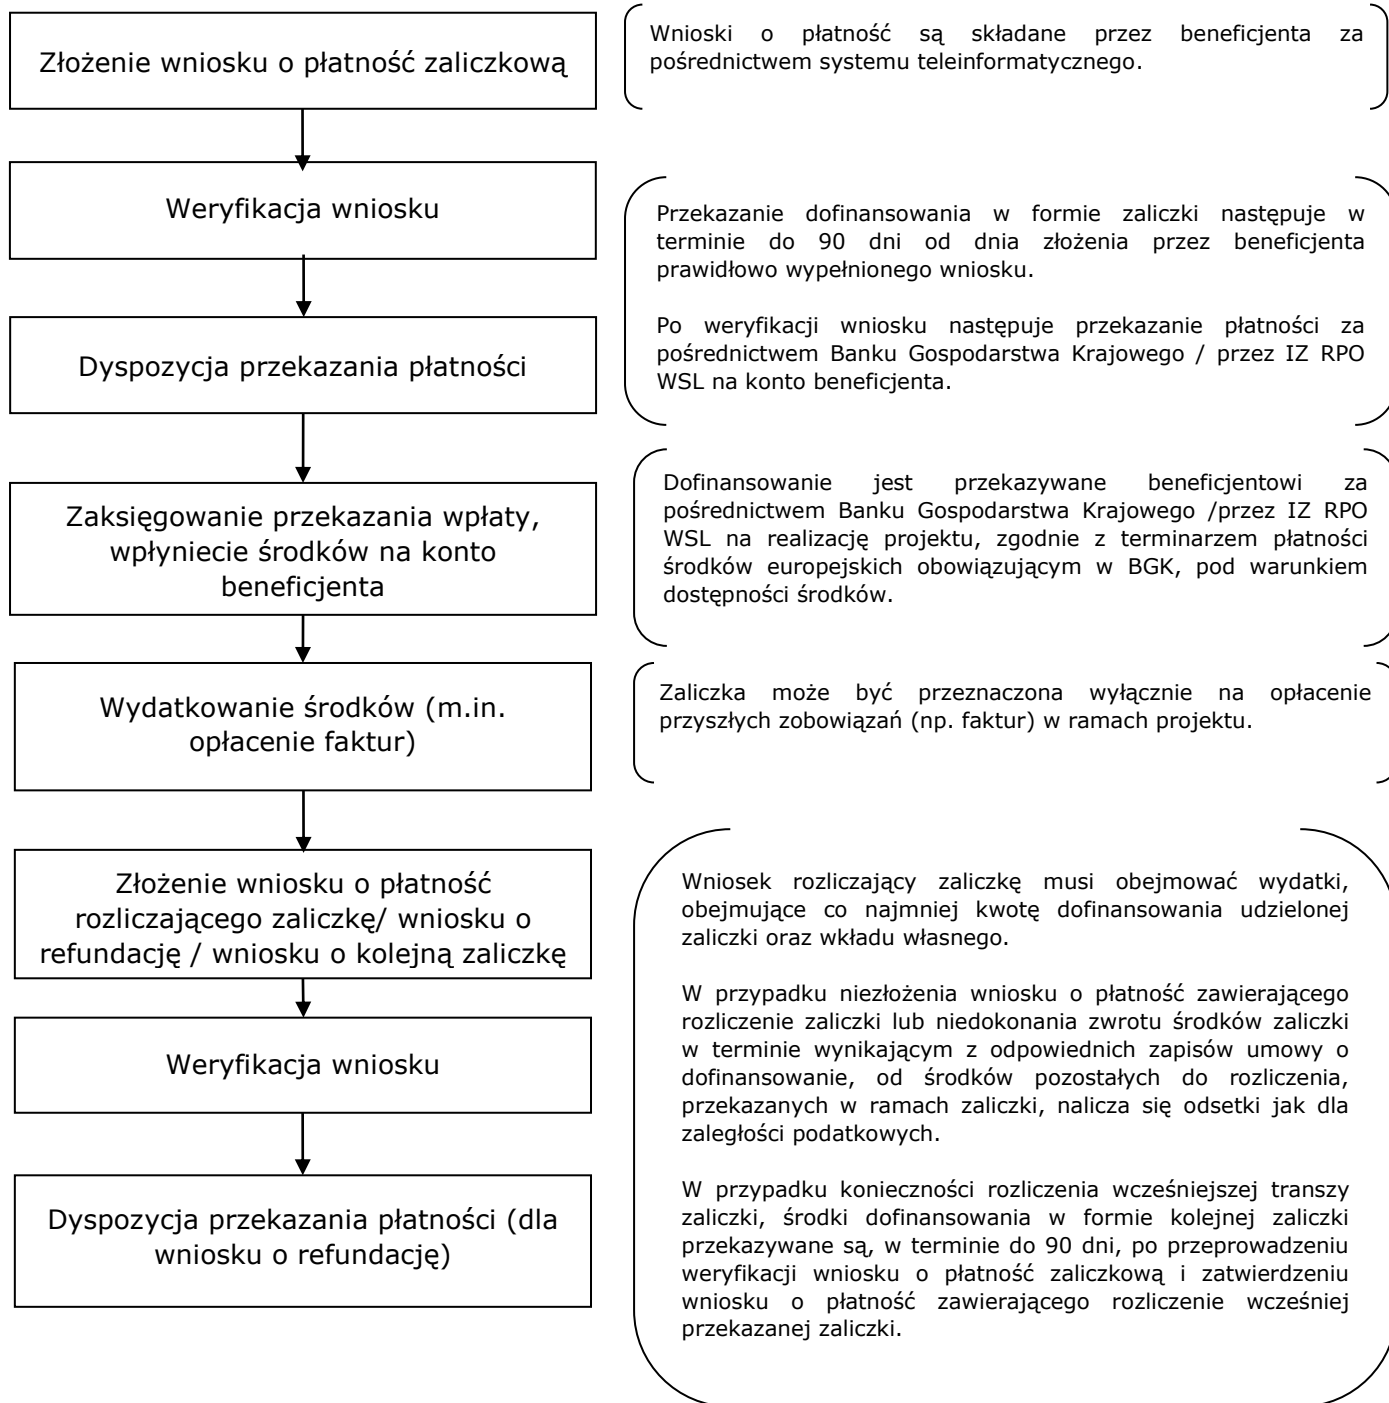 Złożenie wniosku o płatność zaliczkową
Wnioski o płatność są składane przez beneficjenta za
pośrednictwem systemu teleinformatycznego.
Weryfikacja wniosku
Przekazanie dofinansowania w formie zaliczki następuje w
terminie do 90 dni od dnia złożenia przez beneficjenta
prawidłowo wypełnionego wniosku.
Po weryfikacji wniosku następuje przekazanie płatności za
pośrednictwem Banku Gospodarstwa Krajowego / przez IZ RPO
WSL na konto beneficjenta.
Dyspozycja przekazania płatności
Zaksięgowanie przekazania wpłaty,
wpłyniecie środków na konto
beneficjenta
Dofinansowanie jest przekazywane beneficjentowi za
pośrednictwem Banku Gospodarstwa Krajowego /przez IZ RPO
WSL na realizację projektu, zgodnie z terminarzem płatności
środków europejskich obowiązującym w BGK, pod warunkiem
dostępności środków.
Wydatkowanie środków (m.in.
opłacenie faktur)
Zaliczka może być przeznaczona wyłącznie na opłacenie
przyszłych zobowiązań (np. faktur) w ramach projektu.
Złożenie wniosku o płatność
rozliczającego zaliczkę/ wniosku o
refundację / wniosku o kolejną zaliczkę
Weryfikacja wniosku
Dyspozycja przekazania płatności (dla
wniosku o refundację)
Wniosek rozliczający zaliczkę musi obejmować wydatki,
obejmujące co najmniej kwotę dofinansowania udzielonej
zaliczki oraz wkładu własnego.
W przypadku niezłożenia wniosku o płatność zawierającego
rozliczenie zaliczki lub niedokonania zwrotu środków zaliczki
w terminie wynikającym z odpowiednich zapisów umowy o
dofinansowanie, od środków pozostałych do rozliczenia,
przekazanych w ramach zaliczki, nalicza się odsetki jak dla
zaległości podatkowych.
W przypadku konieczności rozliczenia wcześniejszej transzy
zaliczki, środki dofinansowania w formie kolejnej zaliczki
przekazywane są, w terminie do 90 dni, po przeprowadzeniu
weryfikacji wniosku o płatność zaliczkową i zatwierdzeniu
wniosku o płatność zawierającego rozliczenie wcześniej
przekazanej zaliczki.